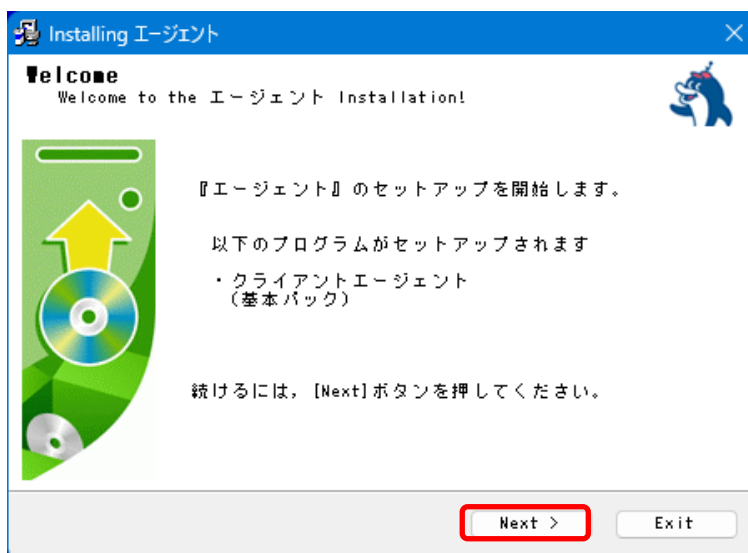 Installing エージェント
Welcome
Welcome to the エージェント Installation!
『エージェント』のセットアップを開始します。
以下のプログラムがセットアップされます
・クライアントエージェント
(基本パック)
続けるには, [Next]ボタンを押してください。
Next >
Exit